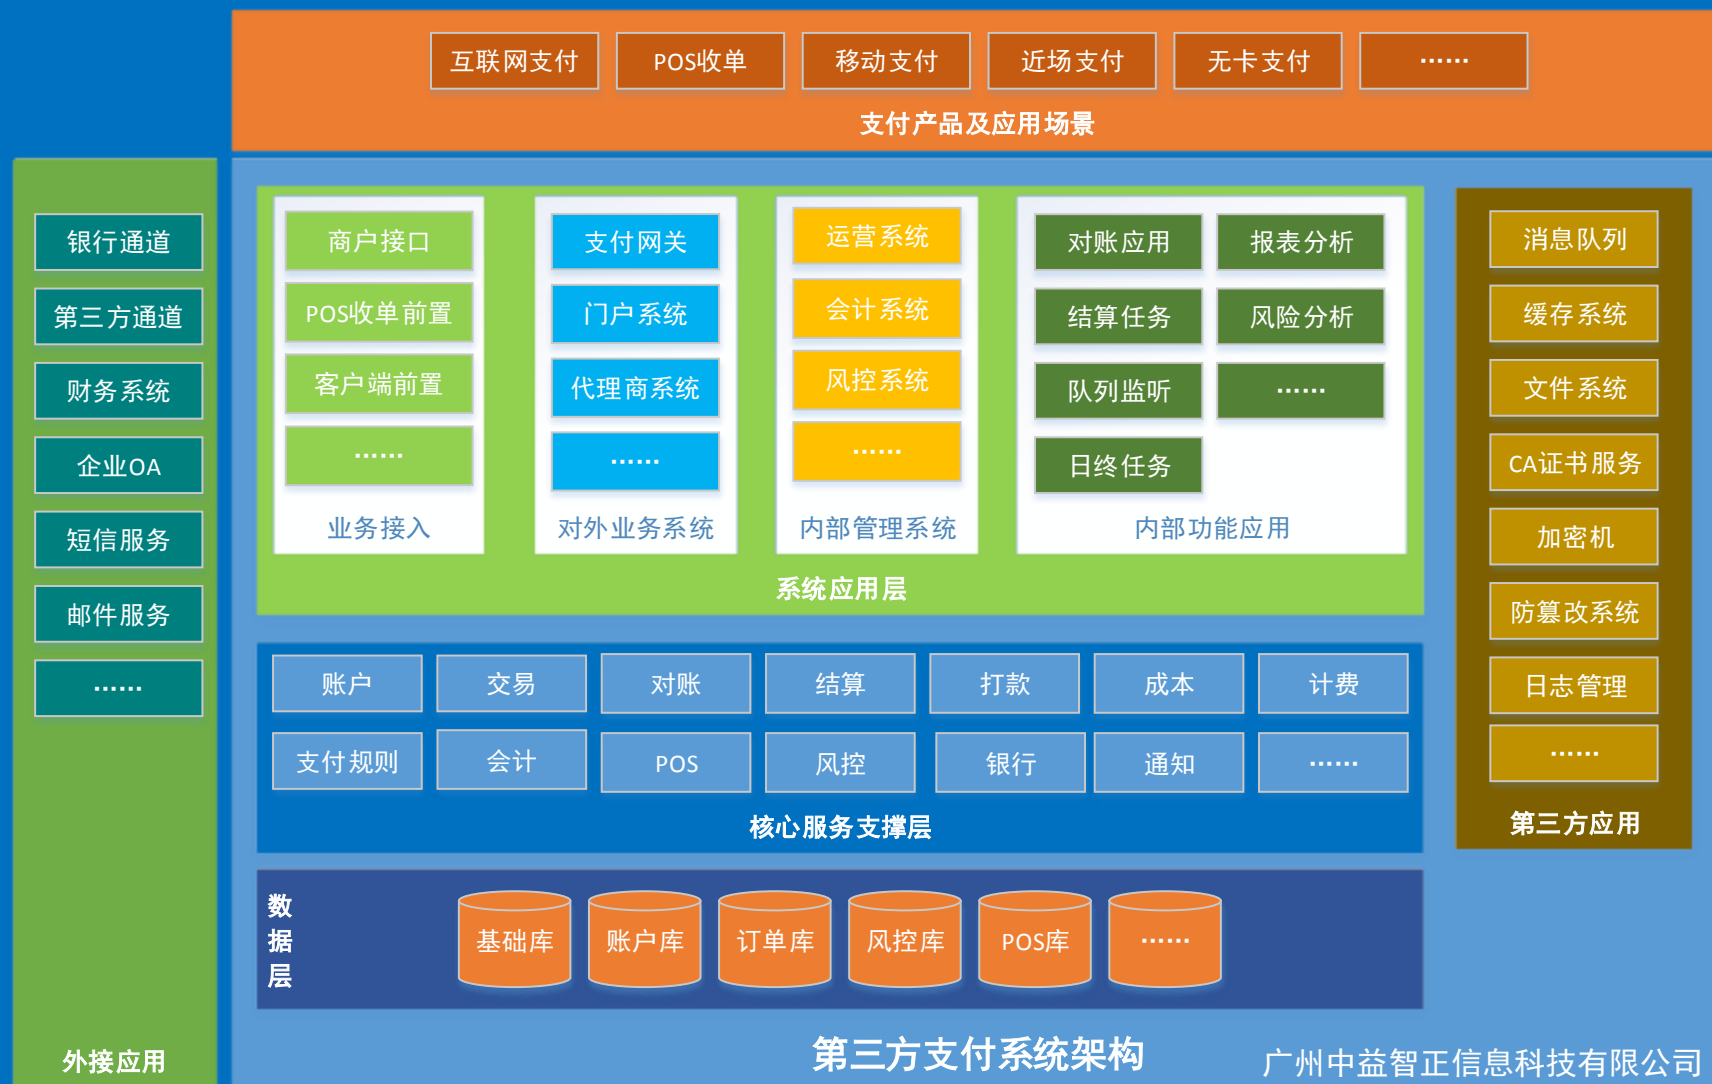 互联网支付
POS收单
移动支付
近场支付
无卡支付
……
支付产品及应用场景
银行通道
第三方通道
财务系统
企业OA
短信服务
邮件服务
……
外接应用
商户接口
POS收单前置
客户端前置
……
业务接入
支付网关
门户系统
代理商系统
……
对外业务系统
运营系统
会计系统
风控系统
……
内部管理系统
对账应用
报表分析
结算任务
风险分析
队列监听
……
日终任务
内部功能应用
系统应用层
账户
交易
对账
结算
打款
成本
计费
支付规则
会计
POS
风控
银行
通知
……
核心服务支撑层
数
据
层
基础库
账户库
订单库
风控库
POS库
……
消息队列
缓存系统
文件系统
CA证书服务
加密机
防篡改系统
日志管理
……
第三方应用
第三方支付系统架构
广州中益智正信息科技有限公司